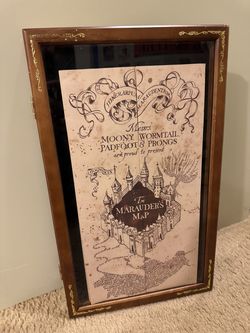 Messrs
MOONY, WORMTAIL
PADFOOT & PRONGS
are proud to present
The
MARAUDER'S
MAP